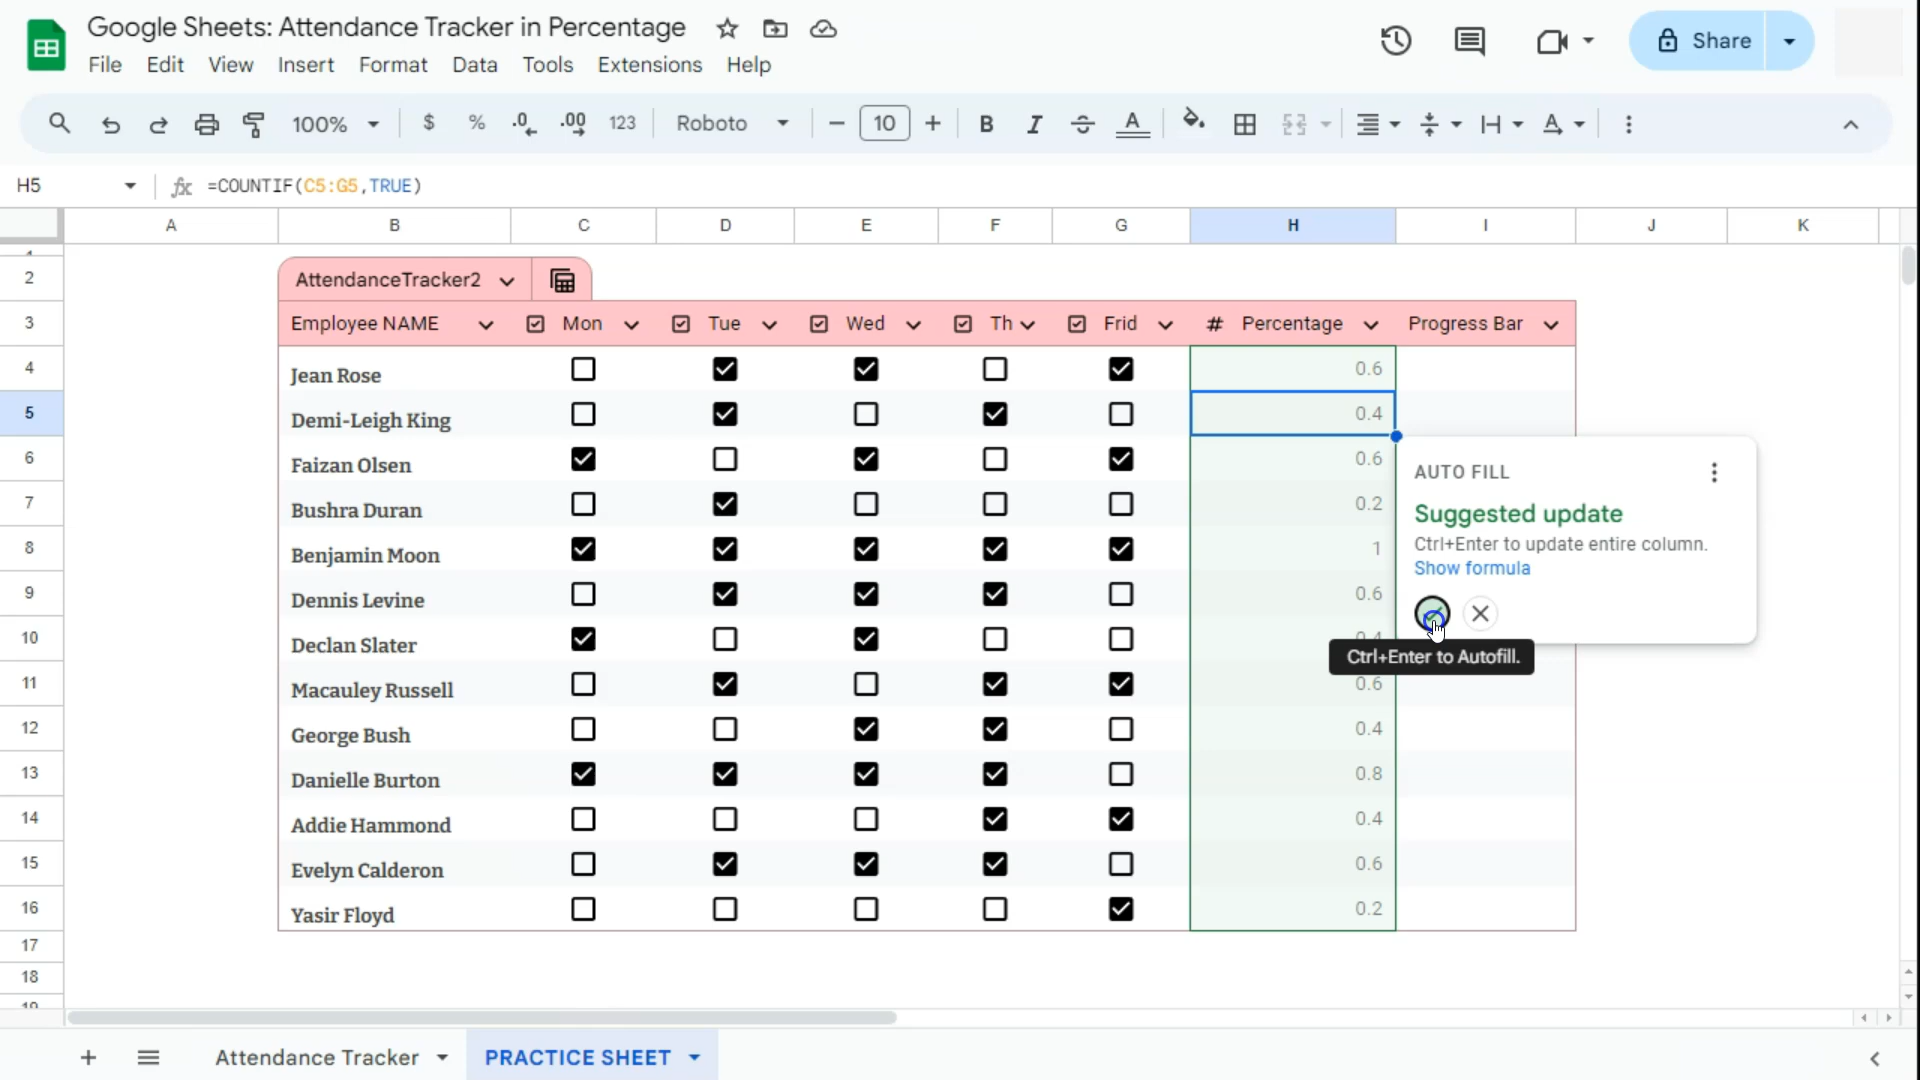 Google Sheets: Attendance Tracker in Percentage
File Edit View Insert Format Data Tools Extensions Help
Share
100% $ % .0 .00 123 Roboto 10 B I A
H5 fx =COUNTIF(C5:G5,TRUE)
A B C D E F G H I J K
2 AttendanceTracker2
3 Employee NAME Mon Tue Wed Th Frid # Percentage Progress Bar
4 Jean Rose 0.6
5 Demi-Leigh King 0.4
6 Faizan Olsen 0.6
7 Bushra Duran 0.2
8 Benjamin Moon 1
9 Dennis Levine 0.6
10 Declan Slater 0.4
11 Macauley Russell 0.6
12 George Bush 0.4
13 Danielle Burton 0.8
14 Addie Hammond 0.4
15 Evelyn Calderon 0.6
16 Yasir Floyd 0.2
17
18
19
AUTO FILL
Suggested update
Ctrl+Enter to update entire column.
Show formula
Ctrl+Enter to Autofill.
Attendance Tracker PRACTICE SHEET